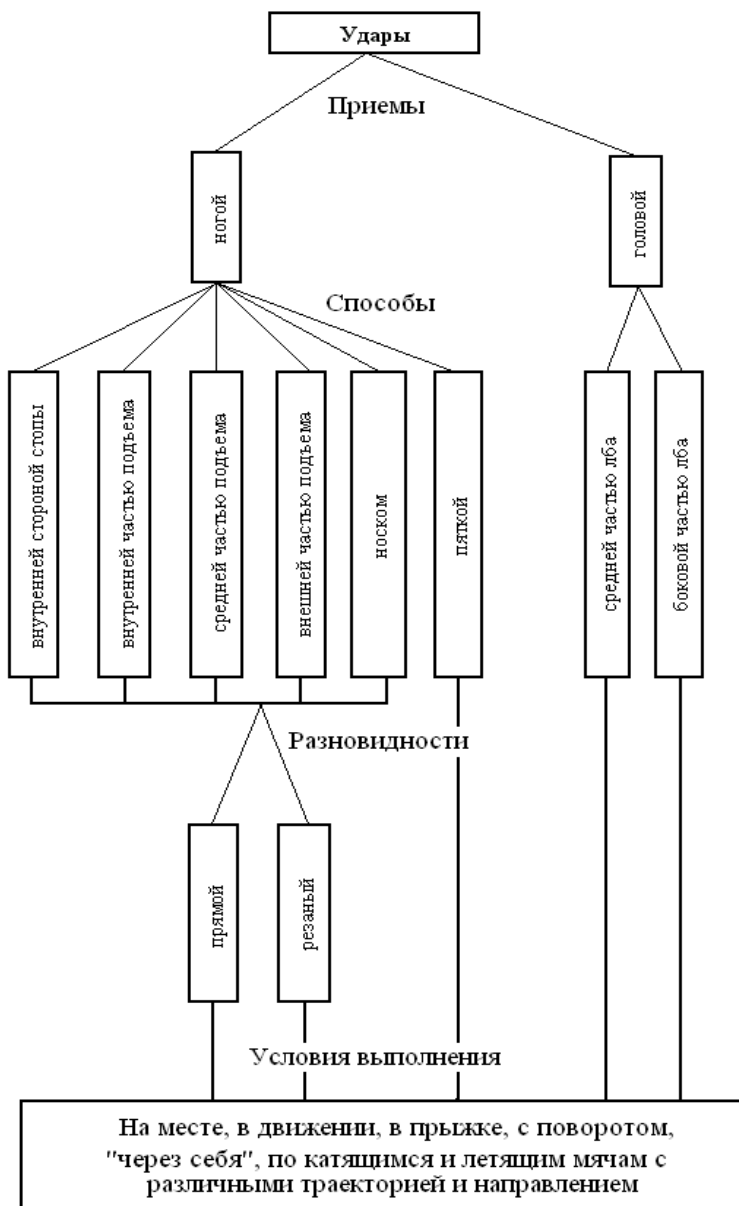 Удары
Приемы
ногой
головой
Способы
внутренней стороной стопы
внутренней частью подъема
средней частью подъема
внешней частью подъема
носком
пяткой
средней частью лба
боковой частью лба
Разновидности
прямой
резаный
Условия выполнения
На месте, в движении, в прыжке, с поворотом,
"через себя", по катящимся и летящим мячам с
различными траекторией и направлением